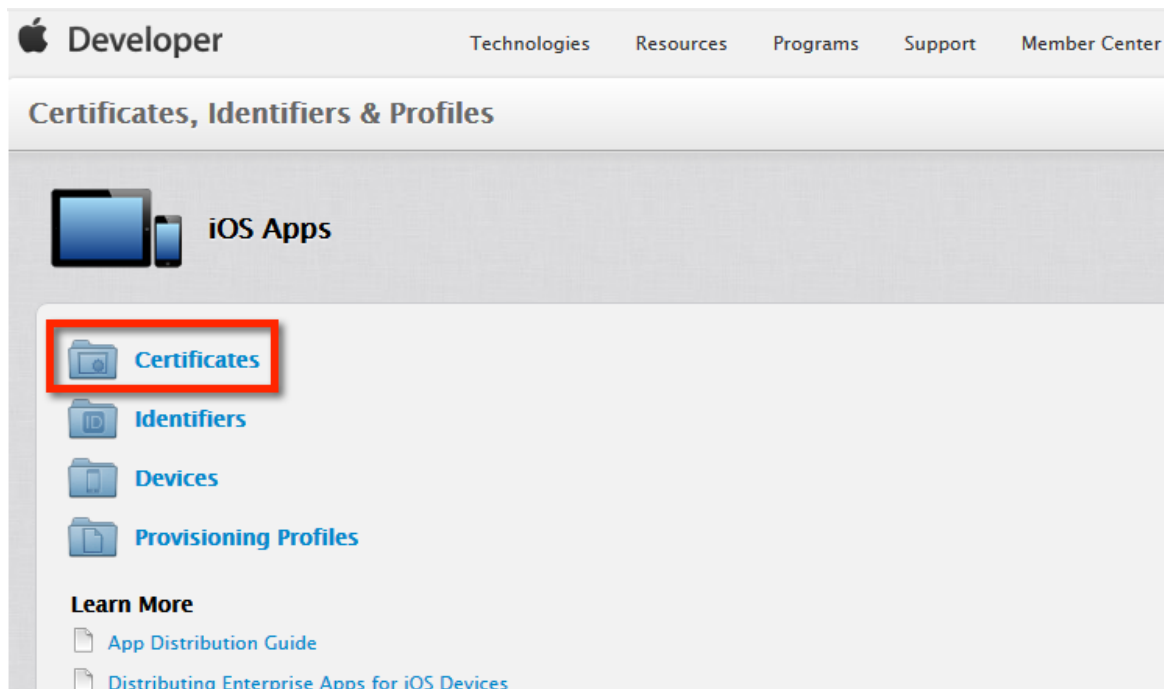 Developer Technologies Resources Programs Support Member Center
Certificates, Identifiers & Profiles
iOS Apps
Certificates
ID Identifiers
Devices
Provisioning Profiles
Learn More
App Distribution Guide
Distributing Enterprise Apps for iOS Devices